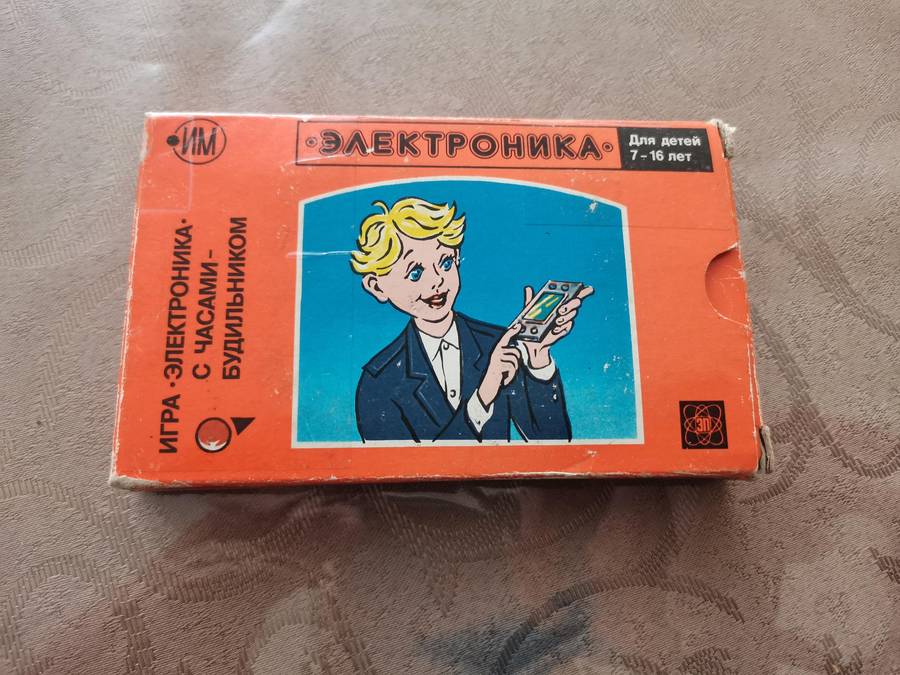 •ИМ
•ЭЛЕКТРОНИКА•
Для детей
7-16 лет
ИГРА •ЭЛЕКТРОНИКА•
С ЧАСАМИ-
БУДИЛЬНИКОМ
ЭП